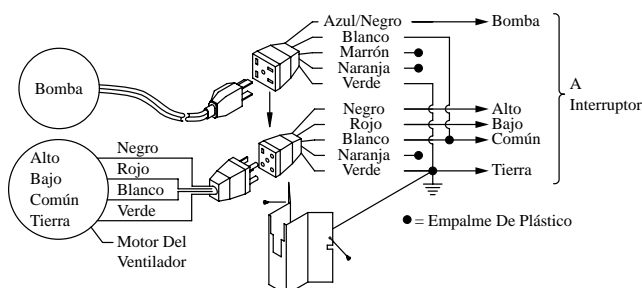 Azul/Negro
Bomba
Blanco
Marrón
Naranja
Verde
Bomba
A
Interruptor
Negro
Alto
Rojo
Bajo
Blanco
Común
Naranja
Verde
Tierra
Alto
Bajo
Común
Tierra
Negro
Rojo
Blanco
Verde
Motor Del
Ventilador
= Empalme De Plástico